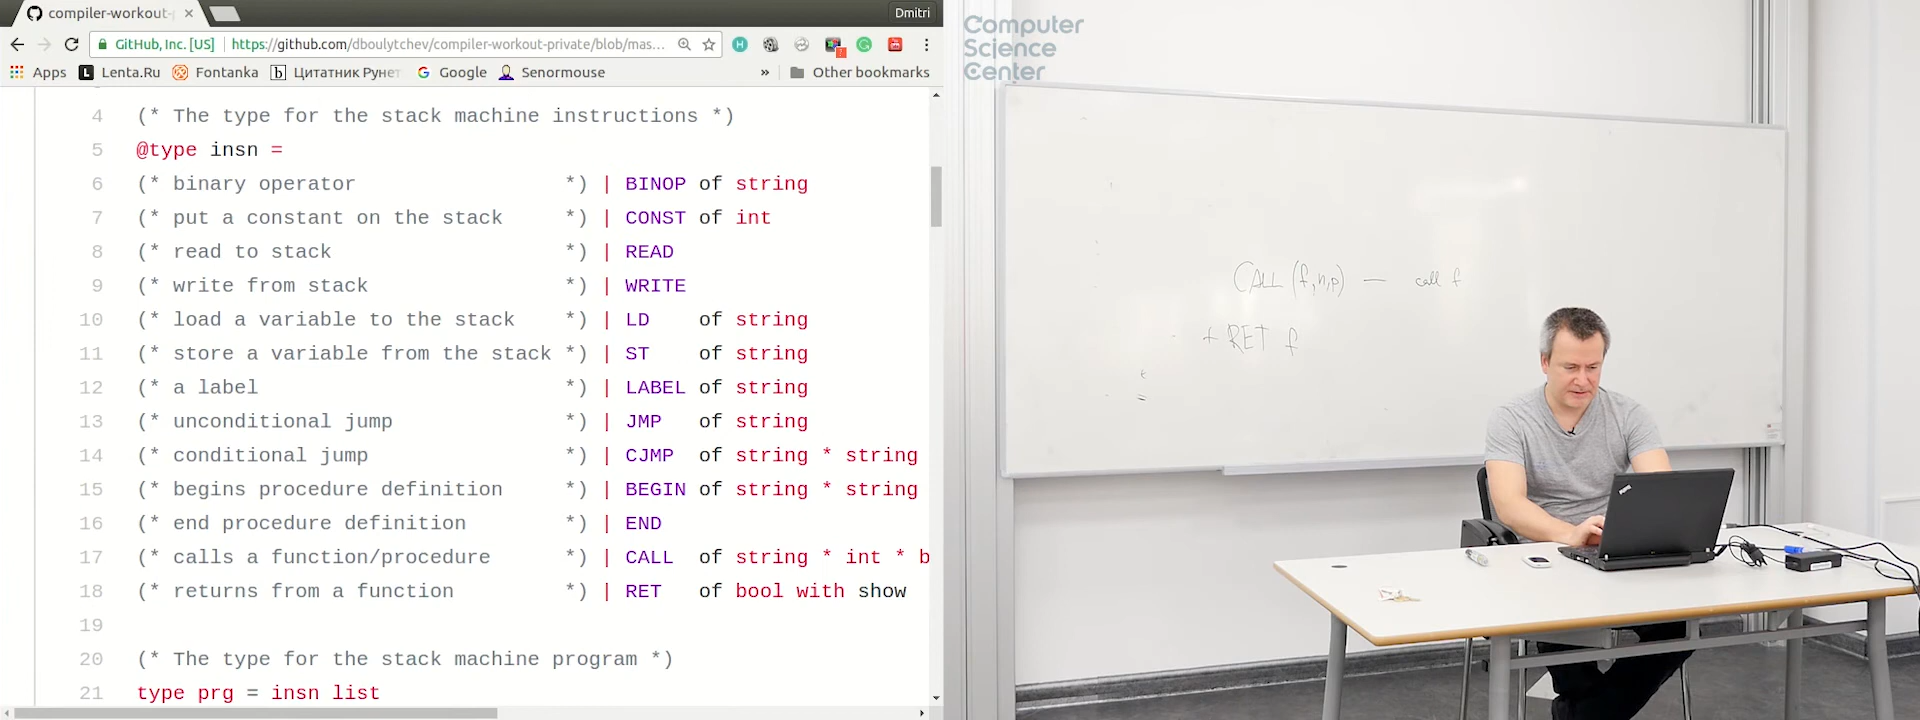 compiler-workout-
Dmitri
GitHub, Inc. [US]
https://github.com/dboulytchev/compiler-workout-private/blob/mas...
Apps
Lenta.Ru
Fontanka
Цитатник Рунет
Google
Senormouse
»
Other bookmarks
4 (* The type for the stack machine instructions *)
5 @type insn =
6 (* binary operator *) | BINOP of string
7 (* put a constant on the stack *) | CONST of int
8 (* read to stack *) | READ
9 (* write from stack *) | WRITE
10 (* load a variable to the stack *) | LD of string
11 (* store a variable from the stack *) | ST of string
12 (* a label *) | LABEL of string
13 (* unconditional jump *) | JMP of string
14 (* conditional jump *) | CJMP of string * string
15 (* begins procedure definition *) | BEGIN of string * string
16 (* end procedure definition *) | END
17 (* calls a function/procedure *) | CALL of string * int * b
18 (* returns from a function *) | RET of bool with show
19
20 (* The type for the stack machine program *)
21 type prg = insn list
Computer
Science
Center
CALL (f,n,p) — call f
+ RET f